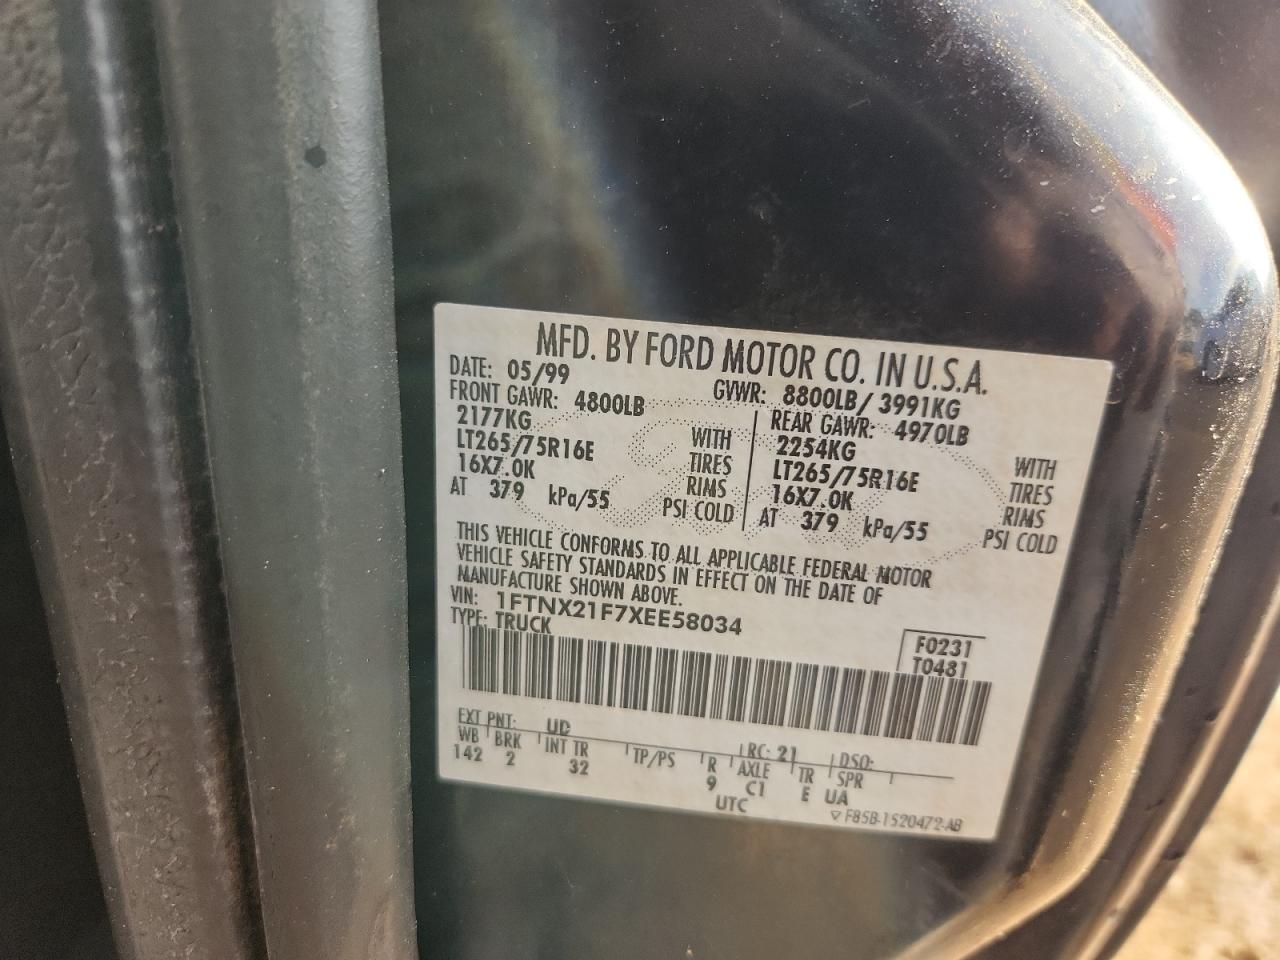 MFD. BY FORD MOTOR CO. IN U.S.A.
DATE: 05/99 GVWR: 8800LB/ 3991KG
FRONT GAWR: 4800LB REAR GAWR: 4970LB
2177KG WITH 2254KG WITH
LT265/75R16E TIRES LT265/75R16E TIRES
16X7.0K RIMS 16X7.0K RIMS
AT 379 kPa/55 PSI COLD AT 379 kPa/55 PSI COLD
THIS VEHICLE CONFORMS TO ALL APPLICABLE FEDERAL MOTOR
VEHICLE SAFETY STANDARDS IN EFFECT ON THE DATE OF
MANUFACTURE SHOWN ABOVE.
VIN: 1FTNX21F7XEE58034
TYPE: TRUCK
F0231
T0481
EXT PNT: UD RC: 21 DSO:
WB BRK INT TR TP/PS R AXLE TR SPR
142 2 32 9 C1 E UA
UTC
▽ F85B-1520472-AB